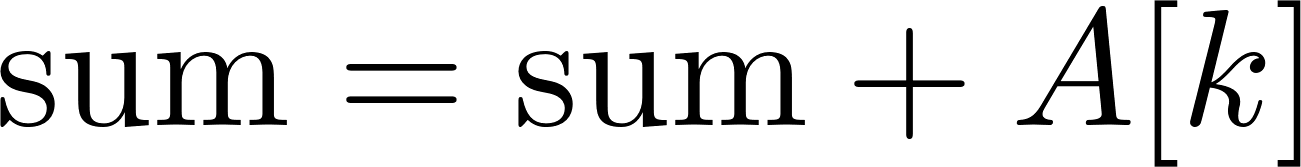 sum = sum + A[k]